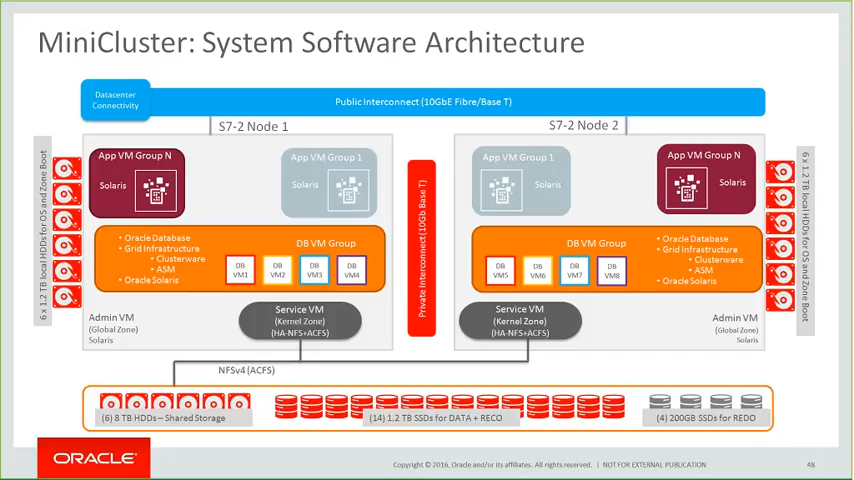 MiniCluster: System Software Architecture
Datacenter
Connectivity
Public Interconnect (10GbE Fibre/Base T)
S7-2 Node 1
S7-2 Node 2
6 x 1.2 TB local HDDs for OS and Zone Boot
App VM Group N
Solaris
App VM Group 1
Solaris
• Oracle Database
• Grid Infrastructure
• Clusterware
• ASM
• Oracle Solaris
DB VM Group
DB
VM1
DB
VM2
DB
VM3
DB
VM4
Admin VM
(Global Zone)
Solaris
Service VM
(Kernel Zone)
(HA-NFS+ACFS)
Private Interconnect (10Gb Base T)
App VM Group 1
Solaris
App VM Group N
Solaris
DB VM Group
DB
VM5
DB
VM6
DB
VM7
DB
VM8
• Oracle Database
• Grid Infrastructure
• Clusterware
• ASM
• Oracle Solaris
Service VM
(Kernel Zone)
(HA-NFS+ACFS)
Admin VM
(Global Zone)
Solaris
6 x 1.2 TB local HDDs for OS and Zone Boot
NFSv4 (ACFS)
(6) 8 TB HDDs – Shared Storage
(14) 1.2 TB SSDs for DATA + RECO
(4) 200GB SSDs for REDO
ORACLE
Copyright © 2016, Oracle and/or its affiliates. All rights reserved. | NOT FOR EXTERNAL PUBLICATION
48